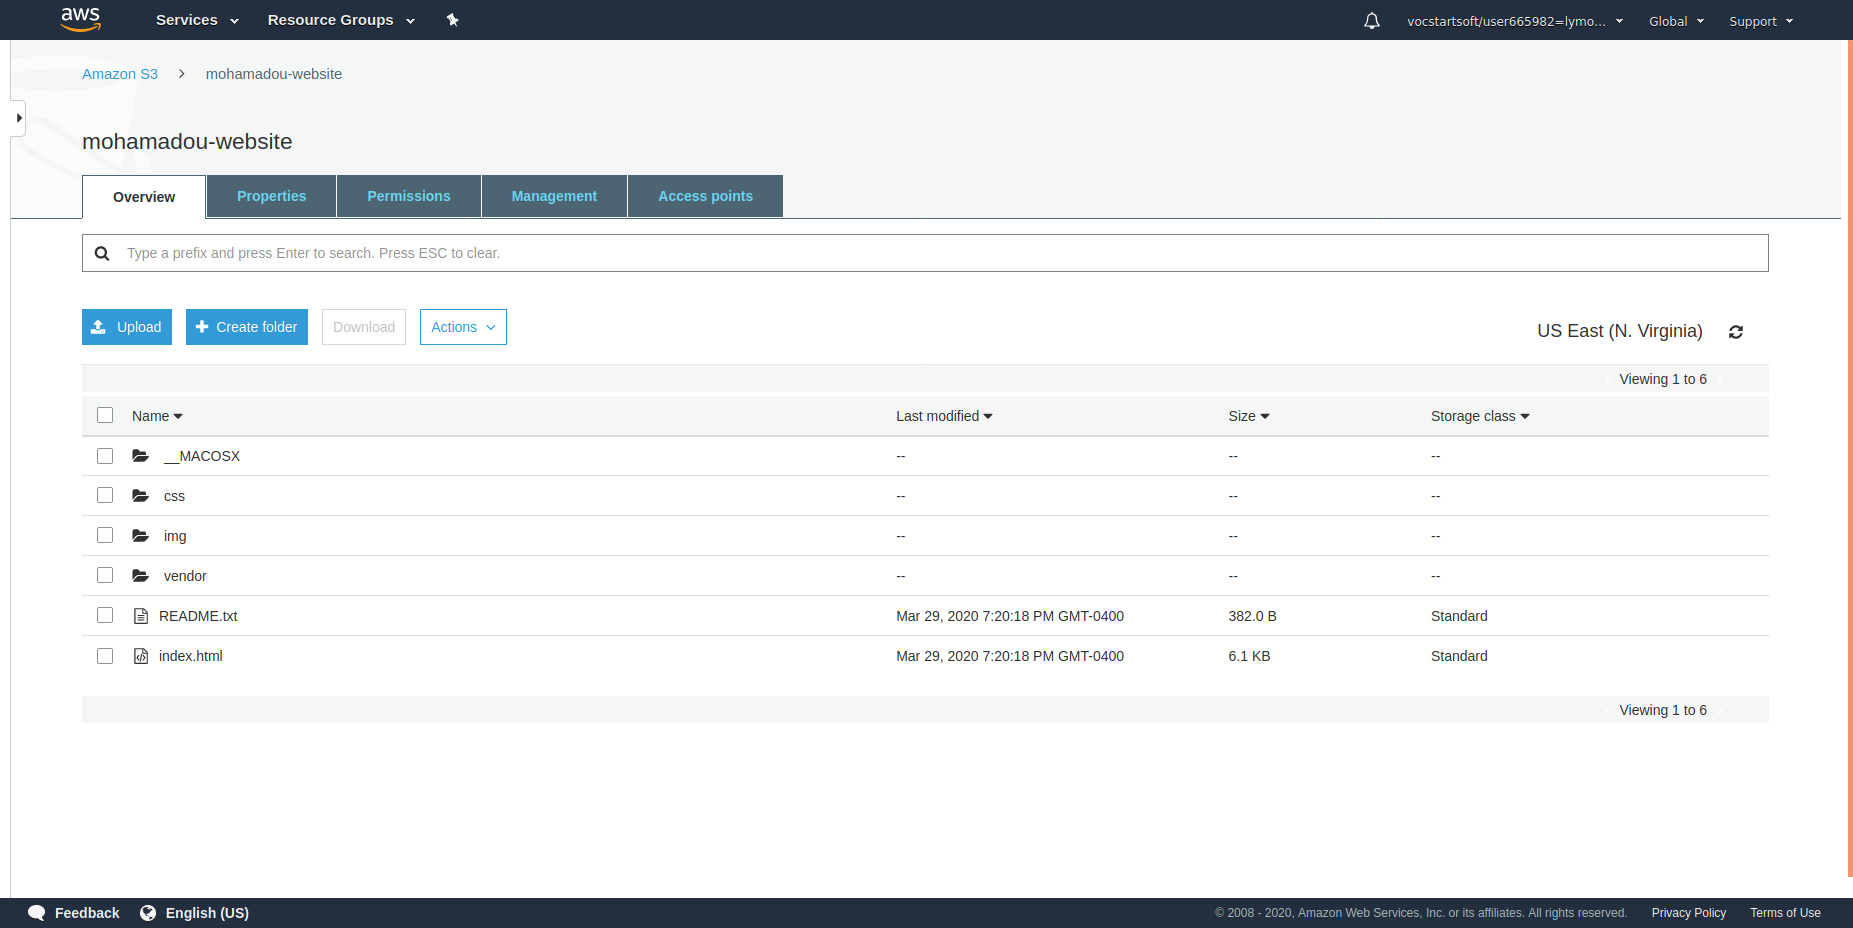 aws Services Resource Groups vocstartsoft/user665982=lymo... Global Support
Amazon S3 > mohamadou-website
mohamadou-website
Overview Properties Permissions Management Access points
Type a prefix and press Enter to search. Press ESC to clear.
Upload Create folder Download Actions US East (N. Virginia)
Viewing 1 to 6
Name Last modified Size Storage class
__MACOSX -- -- --
css -- -- --
img -- -- --
vendor -- -- --
README.txt Mar 29, 2020 7:20:18 PM GMT-0400 382.0 B Standard
index.html Mar 29, 2020 7:20:18 PM GMT-0400 6.1 KB Standard
Viewing 1 to 6
Feedback English (US) © 2008 - 2020, Amazon Web Services, Inc. or its affiliates. All rights reserved. Privacy Policy Terms of Use